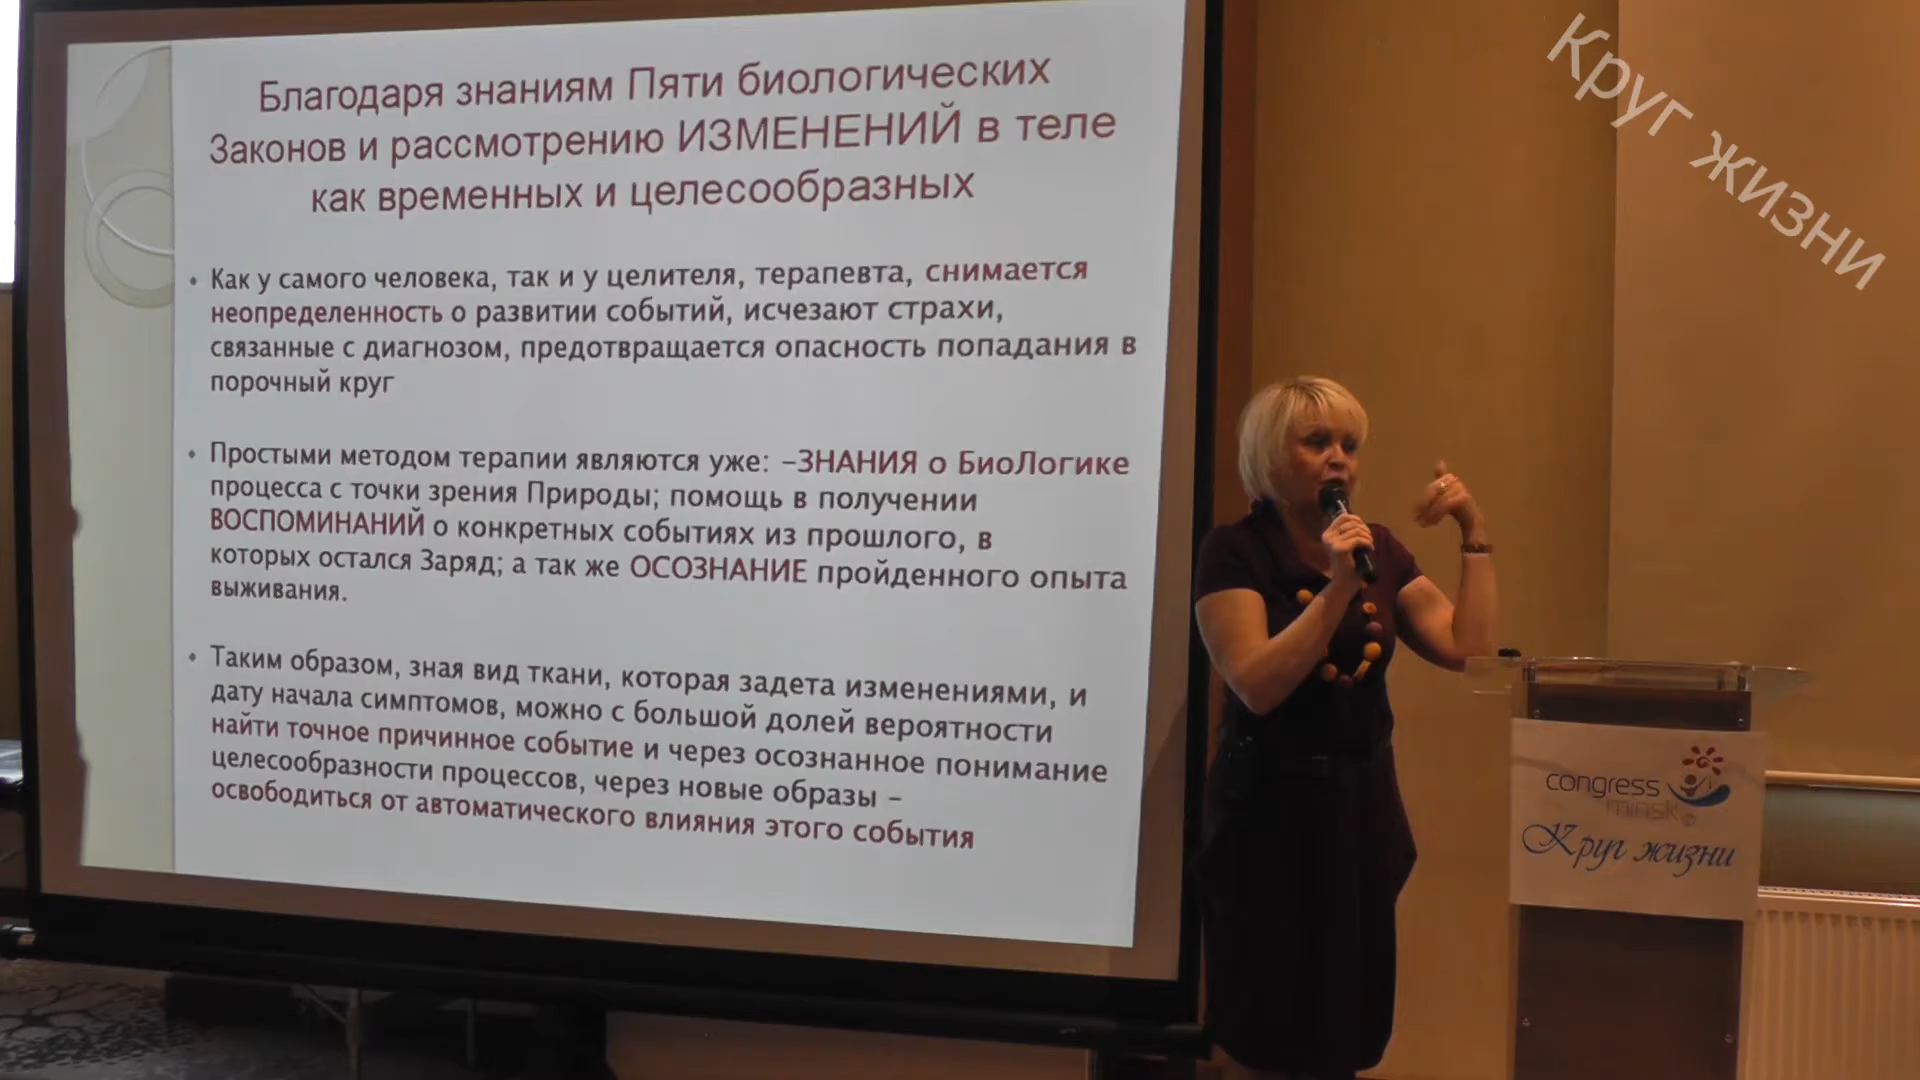 Благодаря знаниям Пяти биологических
Законов и рассмотрению ИЗМЕНЕНИЙ в теле
как временных и целесообразных
• Как у самого человека, так и у целителя, терапевта, снимается
неопределенность о развитии событий, исчезают страхи,
связанные с диагнозом, предотвращается опасность попадания в
порочный круг
• Простыми методом терапии являются уже: –ЗНАНИЯ о БиоЛогике
процесса с точки зрения Природы; помощь в получении
ВОСПОМИНАНИЙ о конкретных событиях из прошлого, в
которых остался Заряд; а так же ОСОЗНАНИЕ пройденного опыта
выживания.
• Таким образом, зная вид ткани, которая задета изменениями, и
дату начала симптомов, можно с большой долей вероятности
найти точное причинное событие и через осознанное понимание
целесообразности процессов, через новые образы –
освободиться от автоматического влияния этого события
Круг жизни
congress
minsk
Круг жизни